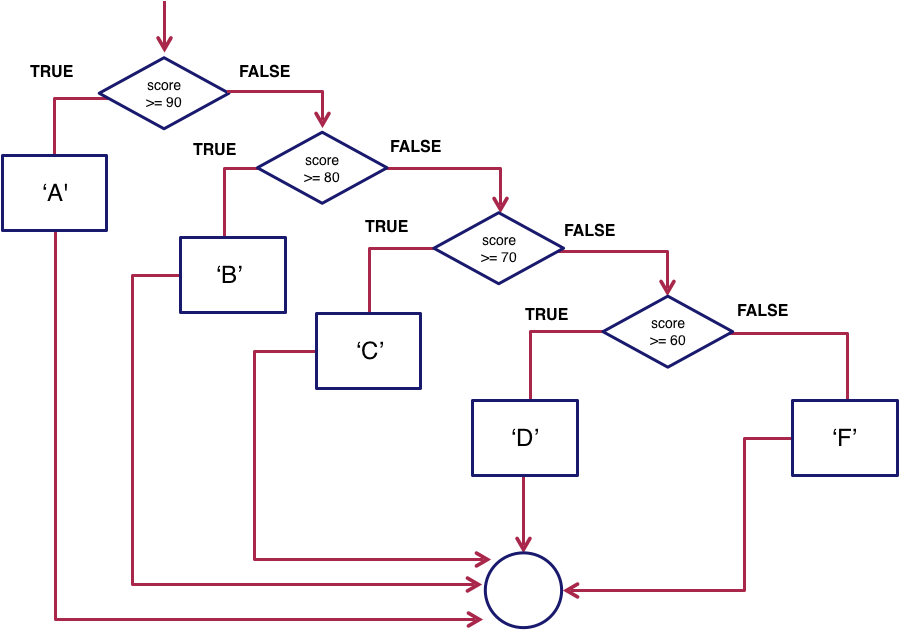 TRUE
FALSE
score
>= 90
‘A'
TRUE
FALSE
score
>= 80
‘B’
TRUE
FALSE
score
>= 70
‘C’
TRUE
FALSE
score
>= 60
‘D’
‘F’